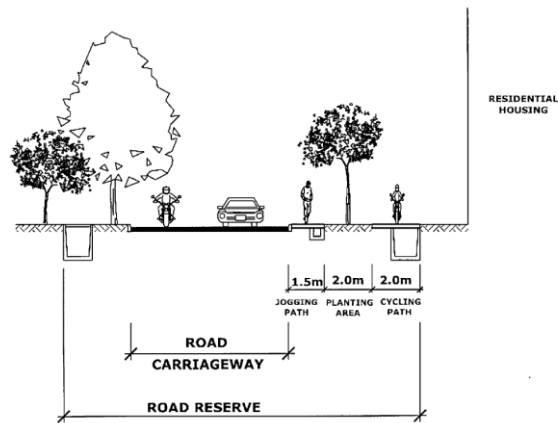 RESIDENTIAL
HOUSING
1.5m 2.0m 2.0m
JOGGING PATH
PLANTING AREA
CYCLING PATH
ROAD
CARRIAGEWAY
ROAD RESERVE